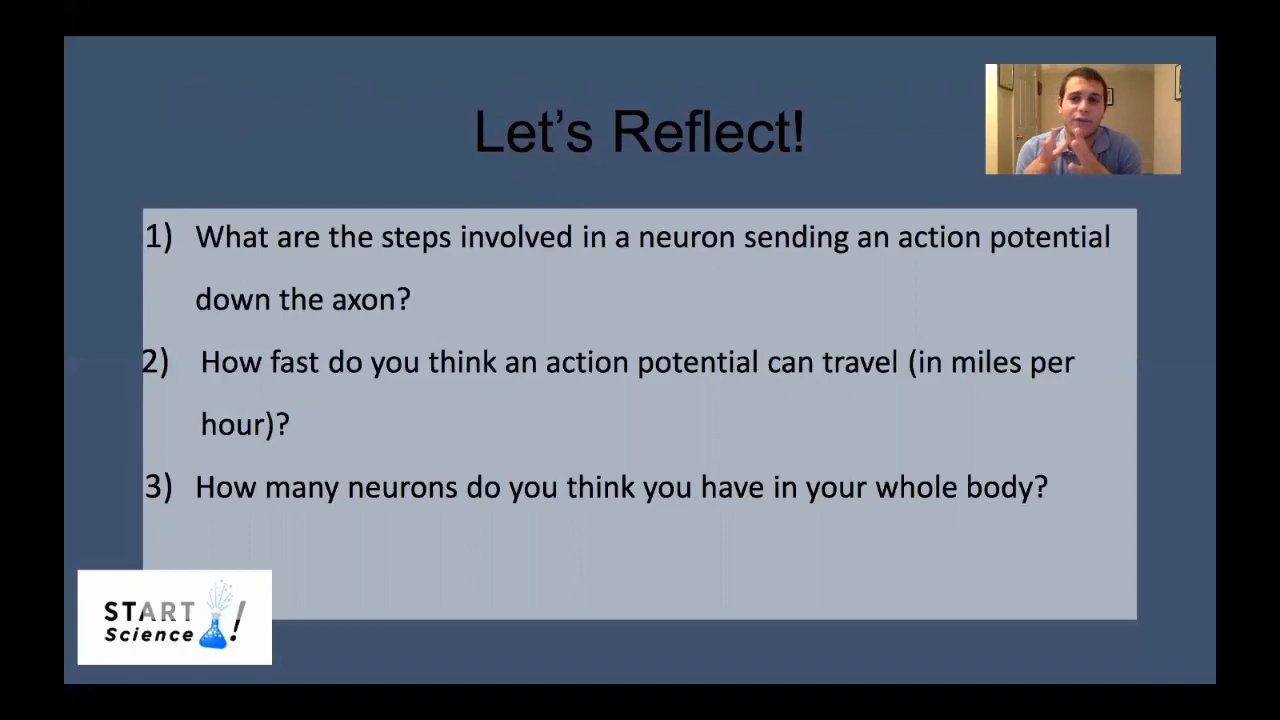 Let's Reflect!
1) What are the steps involved in a neuron sending an action potential
down the axon?
2) How fast do you think an action potential can travel (in miles per
hour)?
3) How many neurons do you think you have in your whole body?
START
Science !